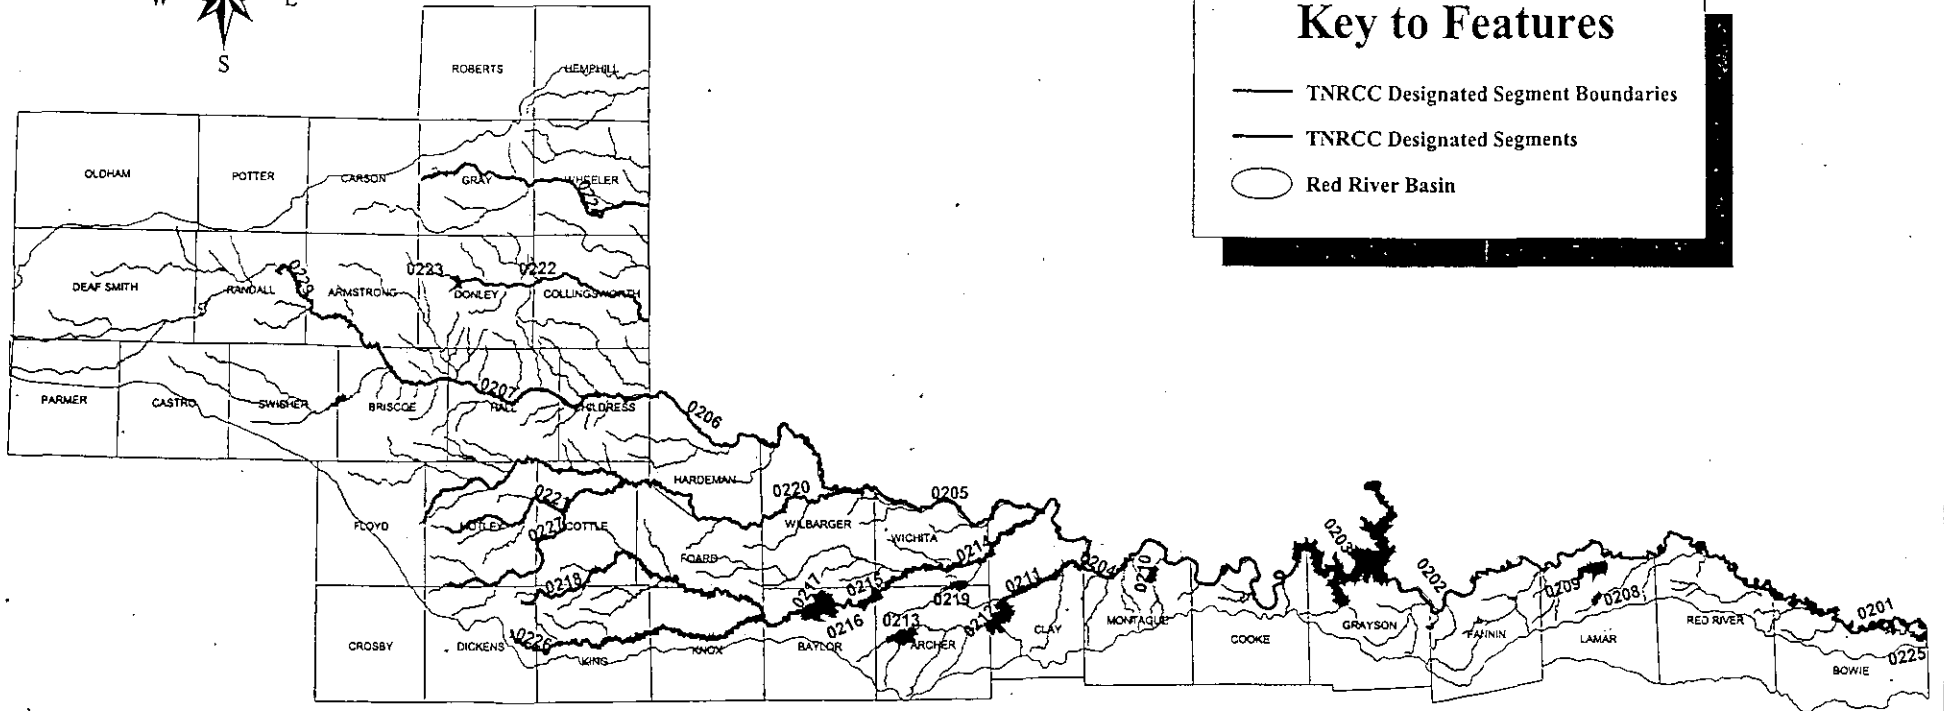 S
Key to Features
TNRCC Designated Segment Boundaries
TNRCC Designated Segments
Red River Basin
ROBERTS
HEMPHILL
OLDHAM
POTTER
CARSON
GRAY
WHEELER
DEAF SMITH
RANDALL
0229
ARMSTRONG
0223
DONLEY
0222
COLLINGSWORTH
PARMER
CASTRO
SWISHER
BRISCOE
0207
HALL
CHILDRESS
0206
HARDEMAN
FLOYD
MOTLEY
0221
0227
COTTLE
FOARD
0220
WILBARGER
0205
WICHITA
0214
0218
0217
0215
0216
0219
0213
0212
0211
0204
0210
0203
0202
0209
0208
0201
0225
CROSBY
DICKENS
0226
KING
KNOX
BAYLOR
ARCHER
CLAY
MONTAGUE
COOKE
GRAYSON
FANNIN
LAMAR
RED RIVER
BOWIE